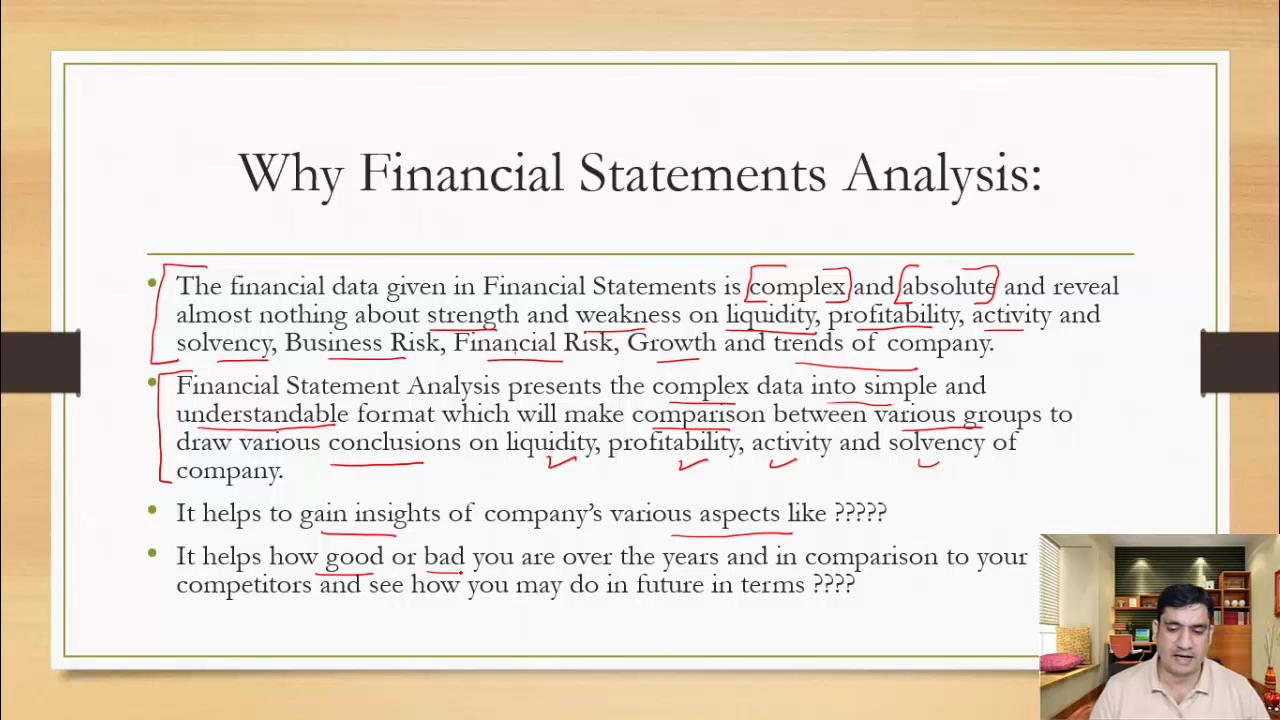 Why Financial Statements Analysis:
• The financial data given in Financial Statements is complex and absolute and reveal
almost nothing about strength and weakness on liquidity, profitability, activity and
solvency, Business Risk, Financial Risk, Growth and trends of company.
• Financial Statement Analysis presents the complex data into simple and
understandable format which will make comparison between various groups to
draw various conclusions on liquidity, profitability, activity and solvency of
company.
• It helps to gain insights of company's various aspects like ?????
• It helps how good or bad you are over the years and in comparison to your
competitors and see how you may do in future in terms ????